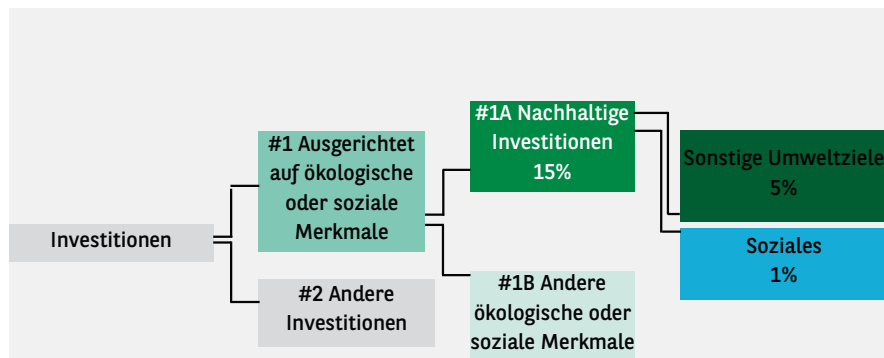 Investitionen
#1 Ausgerichtet
auf ökologische
oder soziale
Merkmale
#2 Andere
Investitionen
#1A Nachhaltige
Investitionen
15%
#1B Andere
ökologische oder
soziale Merkmale
Sonstige Umweltziele
5%
Soziales
1%